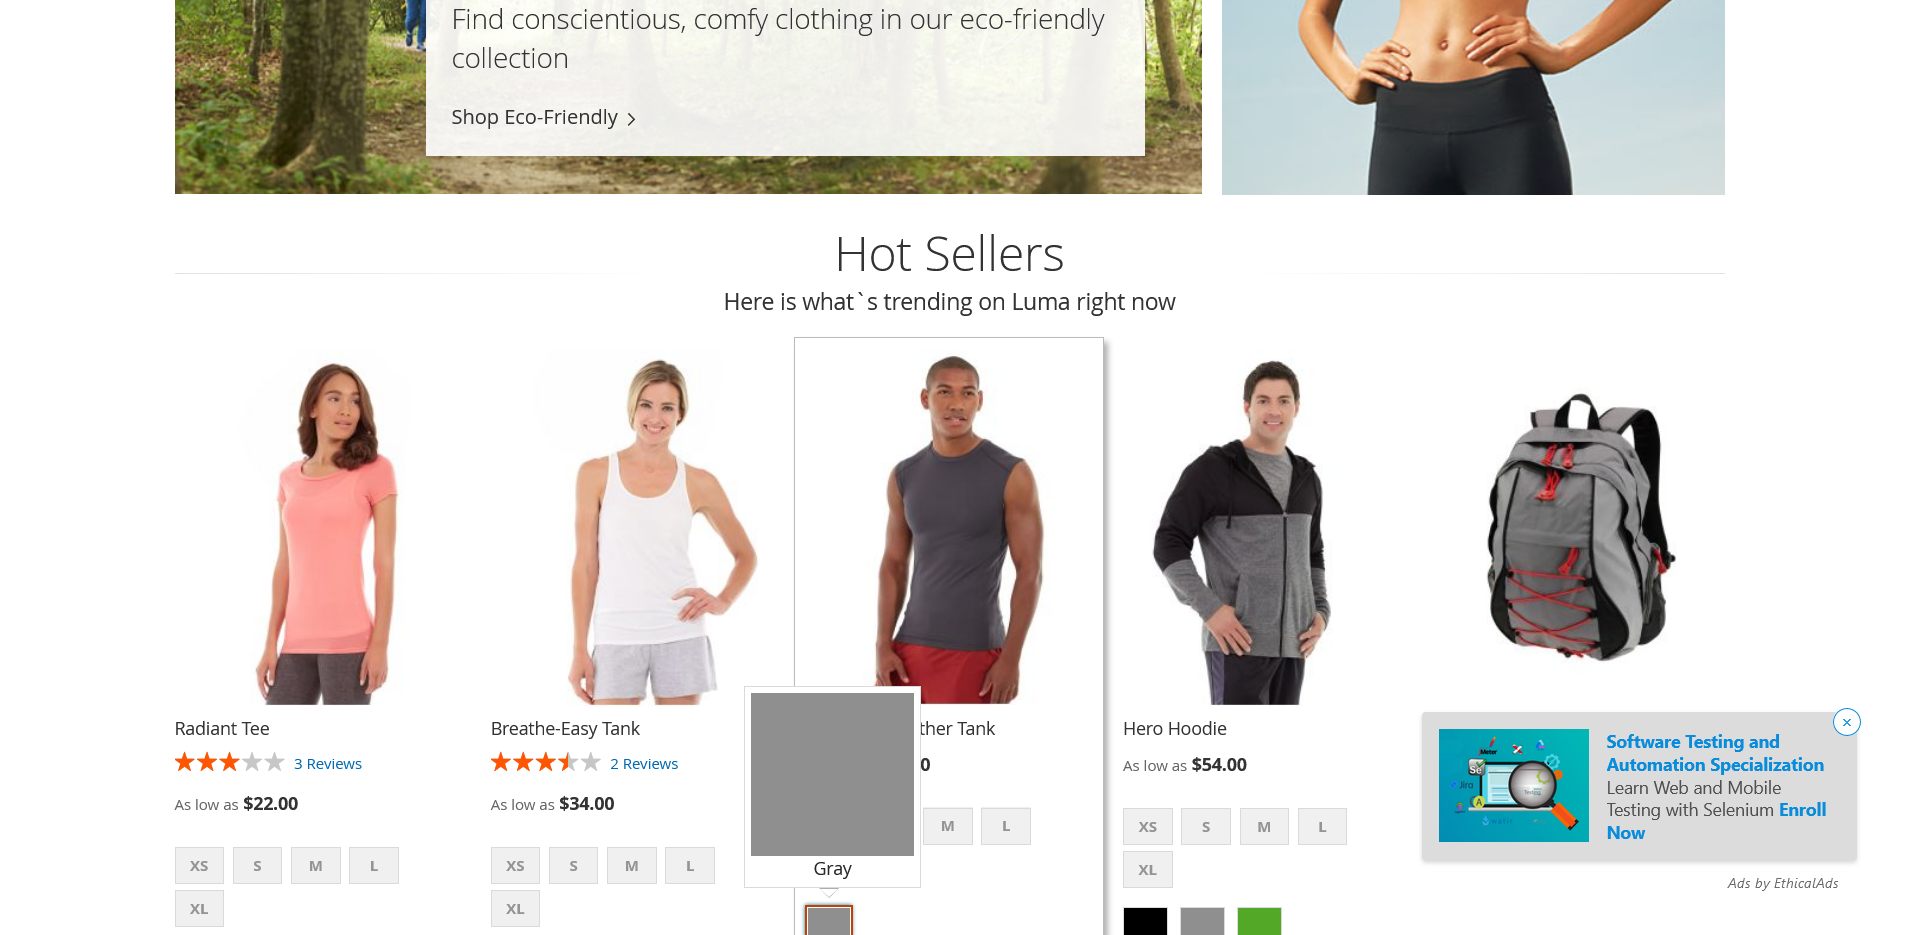 Find conscientious, comfy clothing in our eco-friendly
collection
Shop Eco-Friendly
Hot Sellers
Here is what`s trending on Luma right now
Radiant Tee
3 Reviews
As low as $22.00
XS S M L
XL
Breathe-Easy Tank
2 Reviews
As low as $34.00
XS S M L
XL
Gray
Tank
M L
Hero Hoodie
As low as $54.00
XS S M L
XL
Software Testing and
Automation Specialization
Learn Web and Mobile
Testing with Selenium Enroll
Now
Ads by EthicalAds